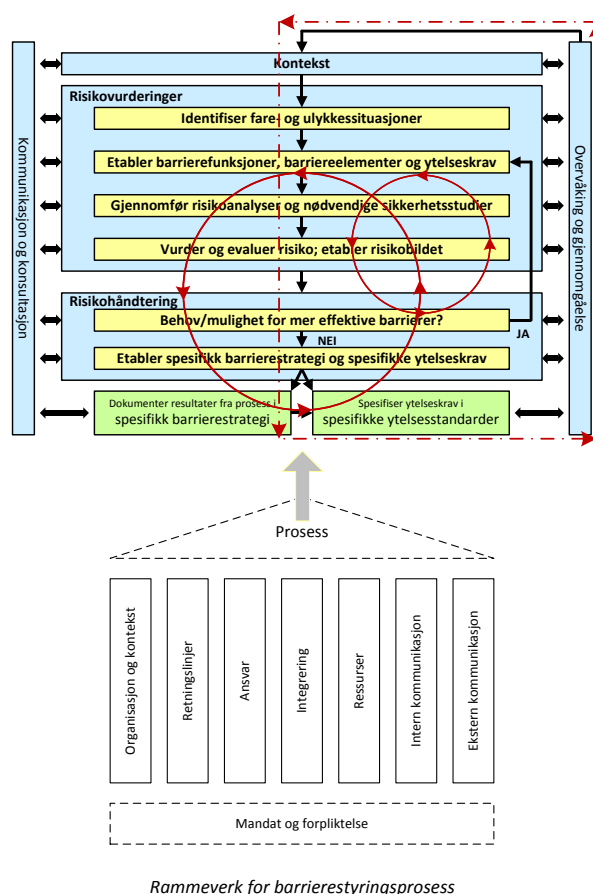 Kontekst
Kommunikasjon og konsultasjon
Overvåking og gjennomgåelse
Risikovurderinger
Identifiser fare- og ulykkessituasjoner
Etabler barrierefunksjoner, barriereelementer og ytelseskrav
Gjennomfør risikoanalyser og nødvendige sikkerhetsstudier
Vurder og evaluer risiko; etabler risikobildet
Risikohåndtering
Behov/mulighet for mer effektive barrierer?
JA
NEI
Etabler spesifikk barrierestrategi og spesifikke ytelseskrav
Dokumenter resultater fra prosess i
spesifikk barrierestrategi
Spesifiser ytelseskrav i
spesifikke ytelsesstandarder
Prosess
Organisasjon og kontekst
Retningslinjer
Ansvar
Integrering
Ressurser
Intern kommunikasjon
Ekstern kommunikasjon
Mandat og forpliktelse
Rammeverk for barrierestyringsprosess